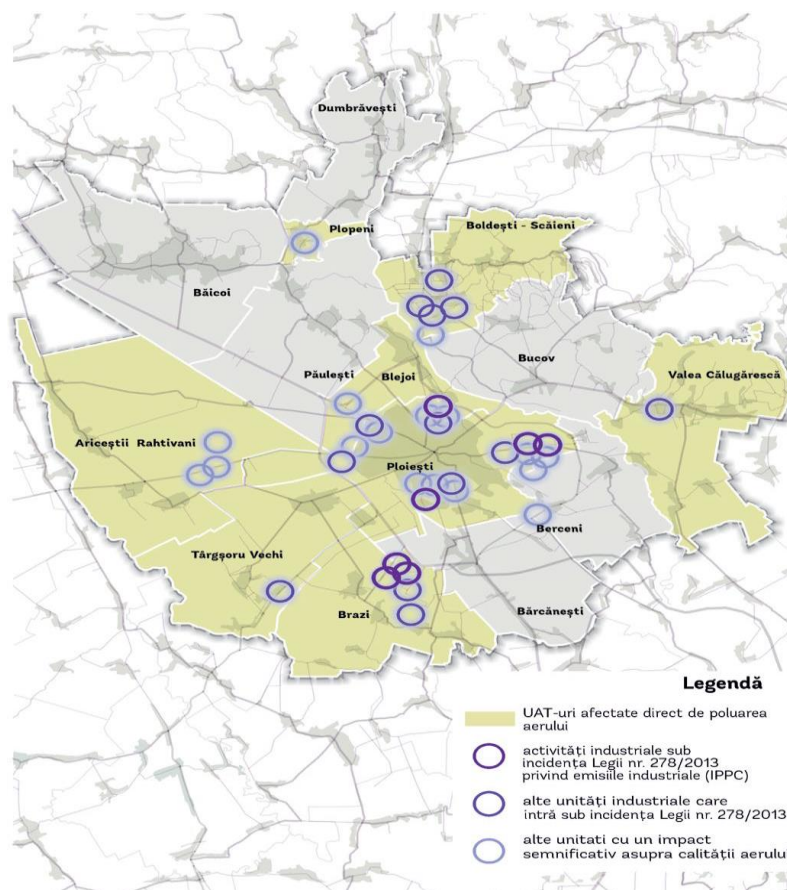 Dumbrăvești
Plopeni
Boldești - Scăieni
Băicoi
Bucov
Păulești
Blejoi
Valea Călugărescă
Ariceștii Rahtivani
Ploiești
Berceni
Târgșoru Vechi
Brazi
Bărcănești
Legendă
UAT-uri afectate direct de poluarea
aerului
activități industriale sub
incidența Legii nr. 278/2013
privind emisiile industriale (IPPC)
alte unități industriale care
intră sub incidența Legii nr. 278/2013
alte unitati cu un impact
semnificativ asupra calității aerului